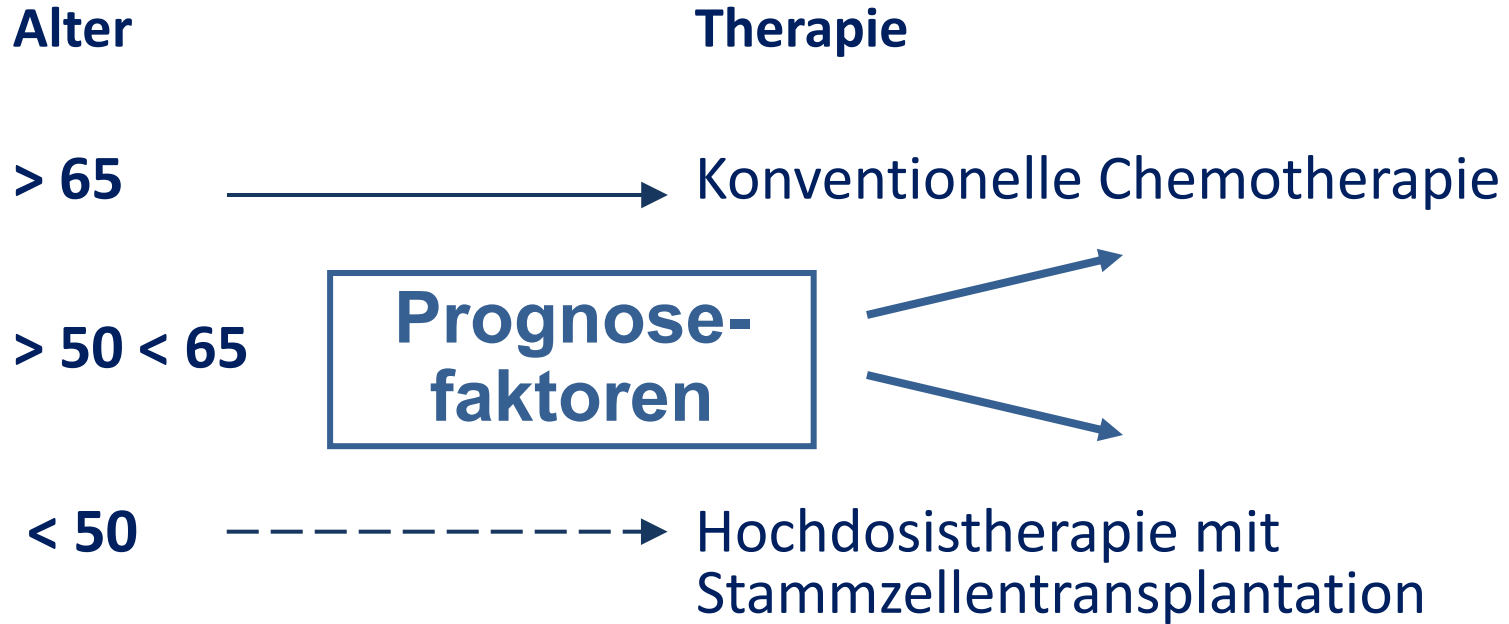 Alter
Therapie
> 65
Konventionelle Chemotherapie
> 50 < 65
Prognose-
faktoren
< 50
Hochdosistherapie mit
Stammzellentransplantation